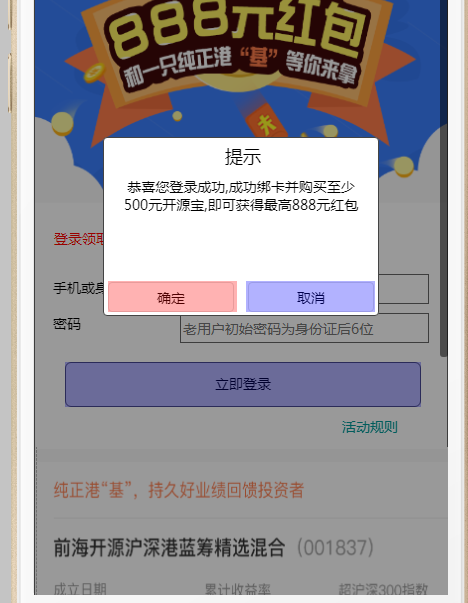 888元红包
和一只纯正港“基”等你来拿
提示
恭喜您登录成功,成功绑卡并购买至少
500元开源宝,即可获得最高888元红包
确定
取消
登录领取
手机或身
密码
老用户初始密码为身份证后6位
立即登录
活动规则
纯正港“基”，持久好业绩回馈投资者
前海开源沪深港蓝筹精选混合（001837）
成立日期
累计收益率
超沪深300指数